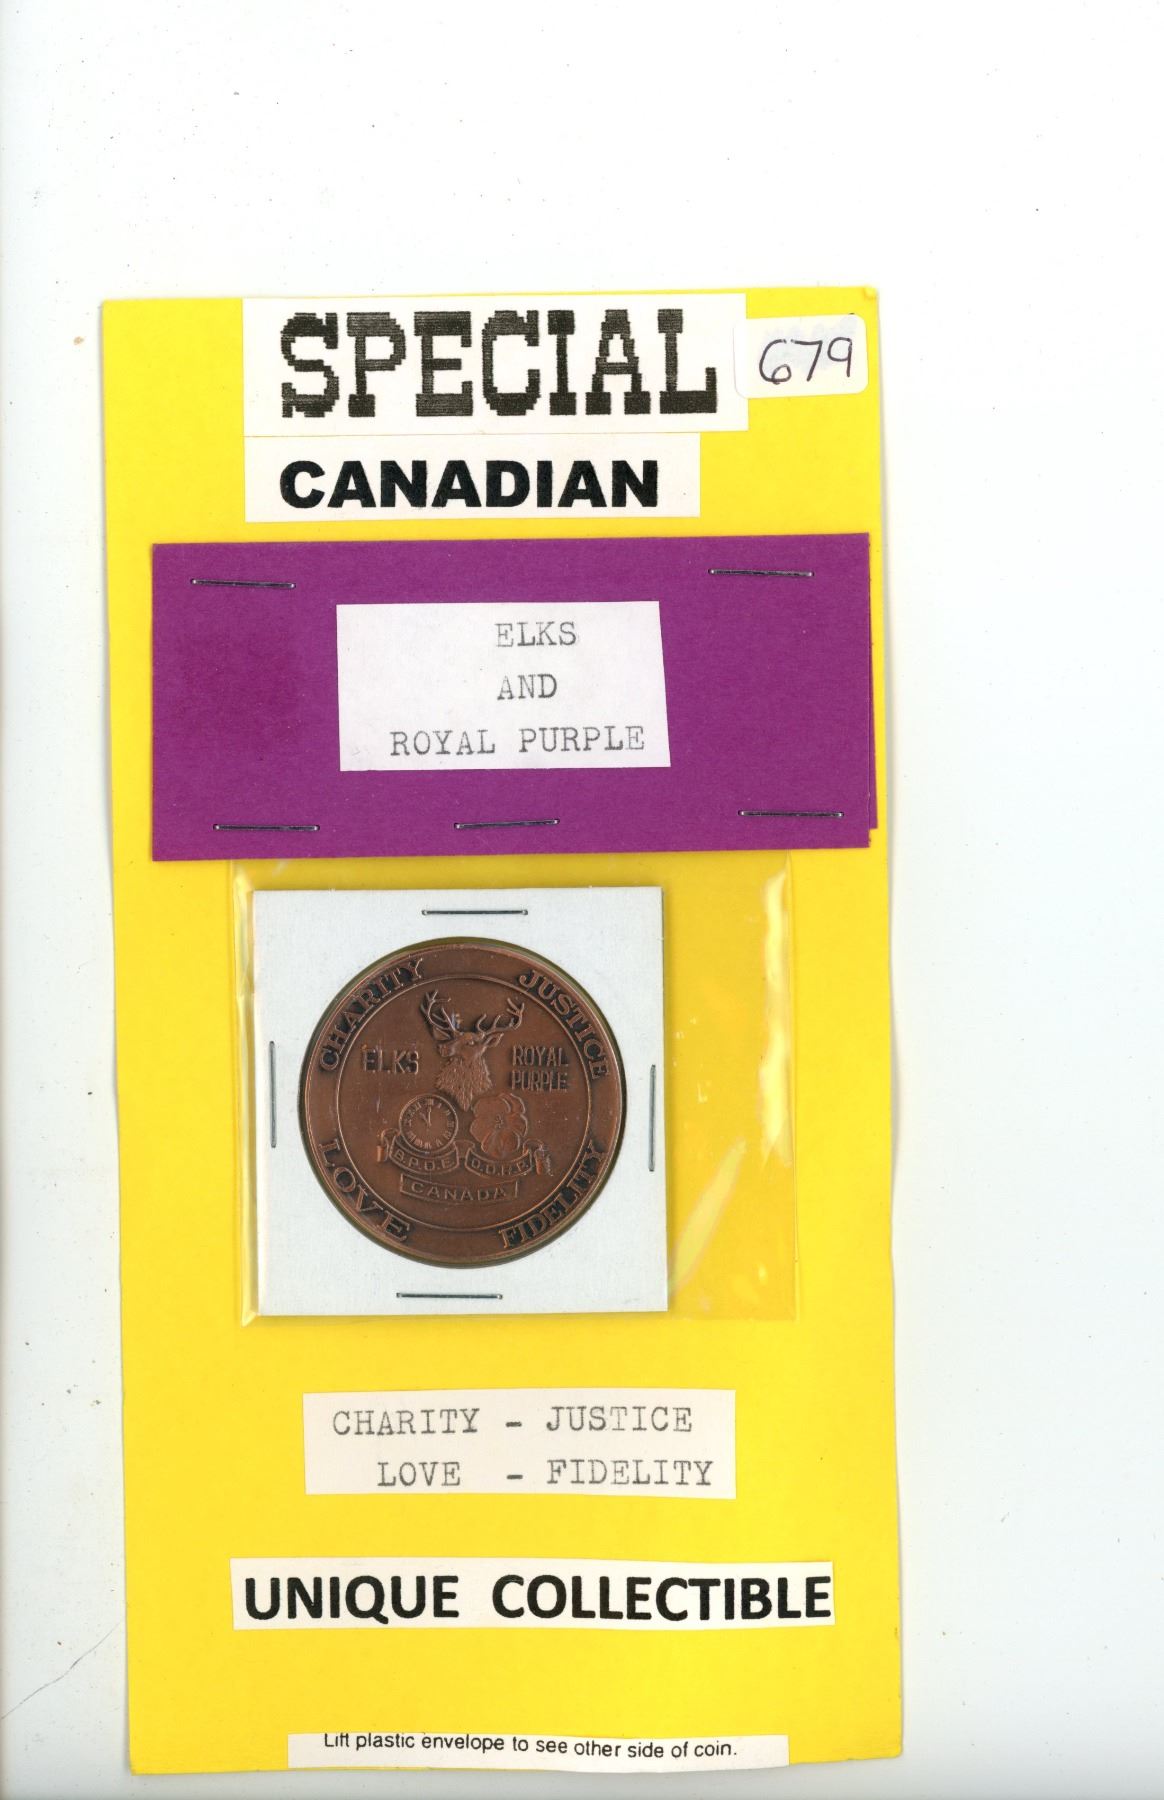 SPECIAL
679
CANADIAN
ELKS
AND
ROYAL PURPLE
CHARITY
JUSTICE
ELKS
ROYAL
PURPLE
B.P.O.E.
O.O.R.P.
CANADA
LOVE
FIDELITY
CHARITY - JUSTICE
LOVE - FIDELITY
UNIQUE COLLECTIBLE
Lift plastic envelope to see other side of coin.